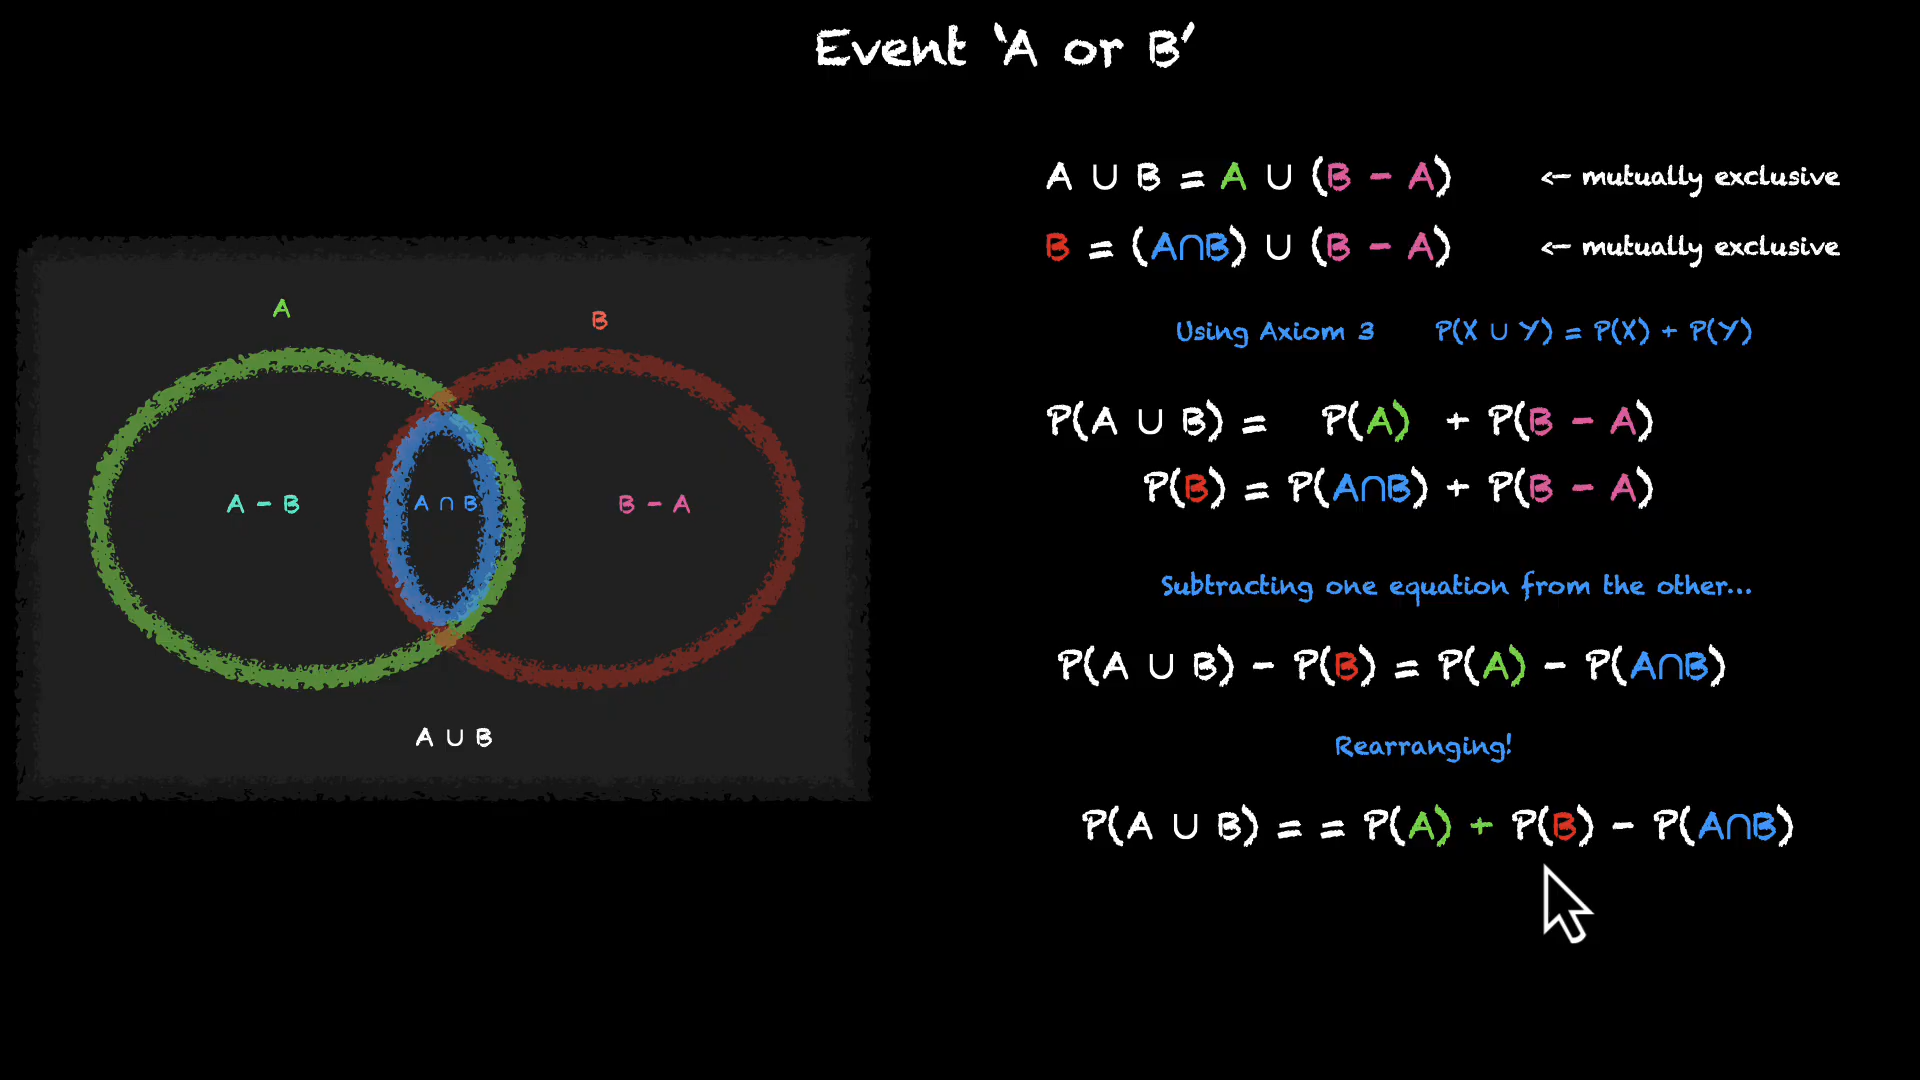 Event 'A or B'
A ∪ B = A ∪ (B - A) <- mutually exclusive
B = (A∩B) ∪ (B - A) <- mutually exclusive
Using Axiom 3 P(X ∪ Y) = P(X) + P(Y)
P(A ∪ B) = P(A) + P(B - A)
P(B) = P(A∩B) + P(B - A)
Subtracting one equation from the other...
P(A ∪ B) - P(B) = P(A) - P(A∩B)
Rearranging!
P(A ∪ B) = = P(A) + P(B) - P(A∩B)
A
B
A - B
A ∩ B
B - A
A ∪ B